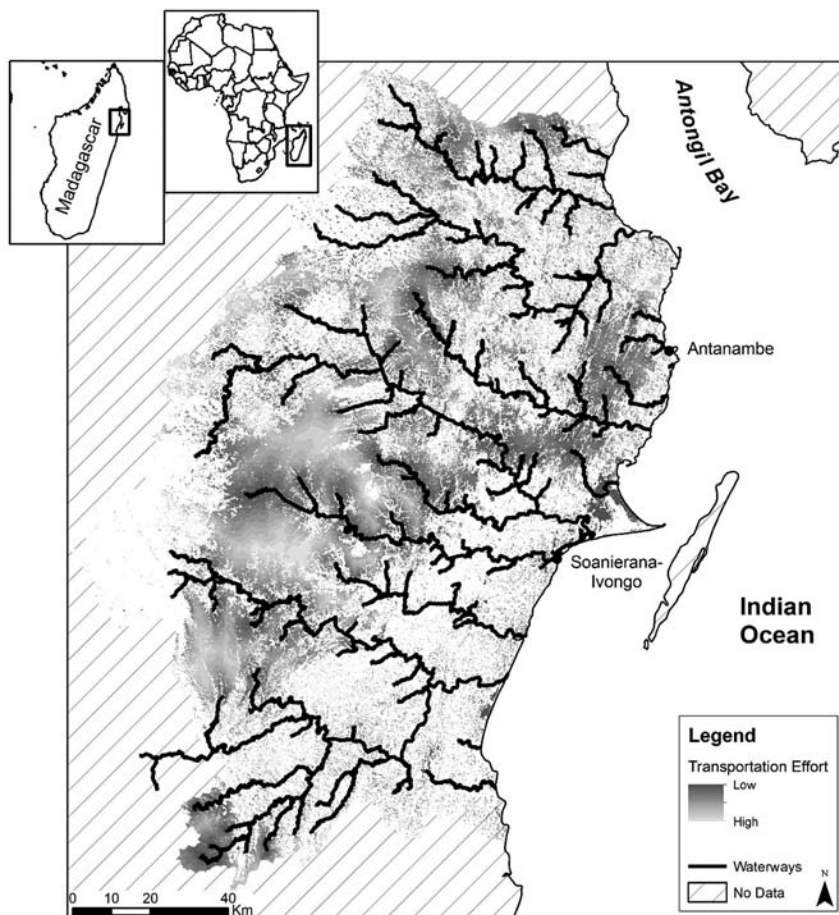 Madagascar
Antongil Bay
Antanambe
Soanierana-
Ivongo
Indian
Ocean
Legend
Transportation Effort
Low
High
Waterways
No Data
N
0 10 20 40
Km